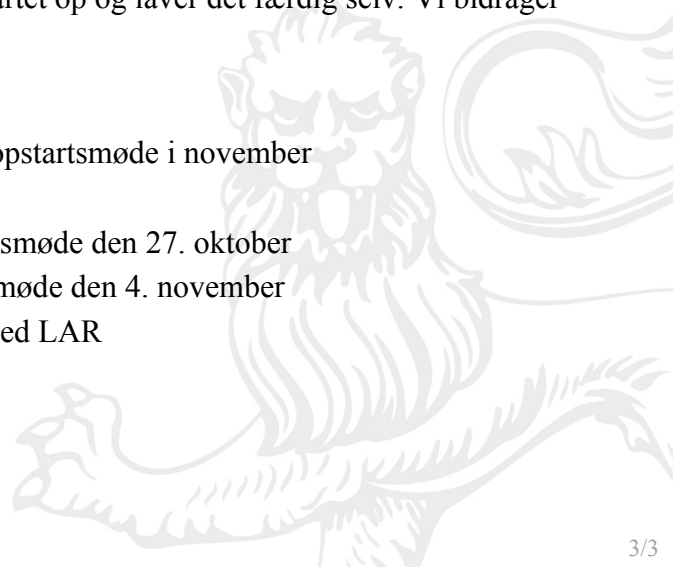 op og laver det færdig selv. Vi bidrager
opstartsmøde i november
smøde den 27. oktober
møde den 4. november
ed LAR
3/3